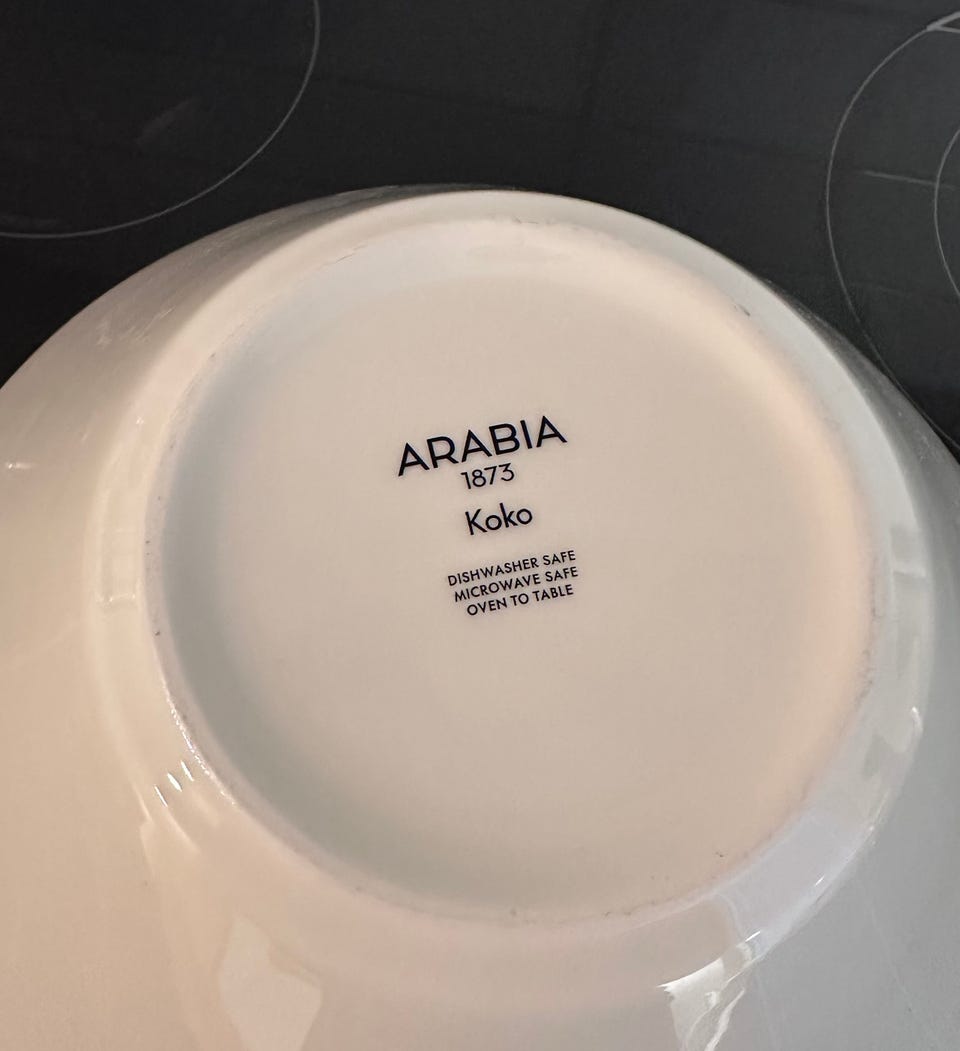 ARABIA
1873
Koko
DISHWASHER SAFE
MICROWAVE SAFE
OVEN TO TABLE